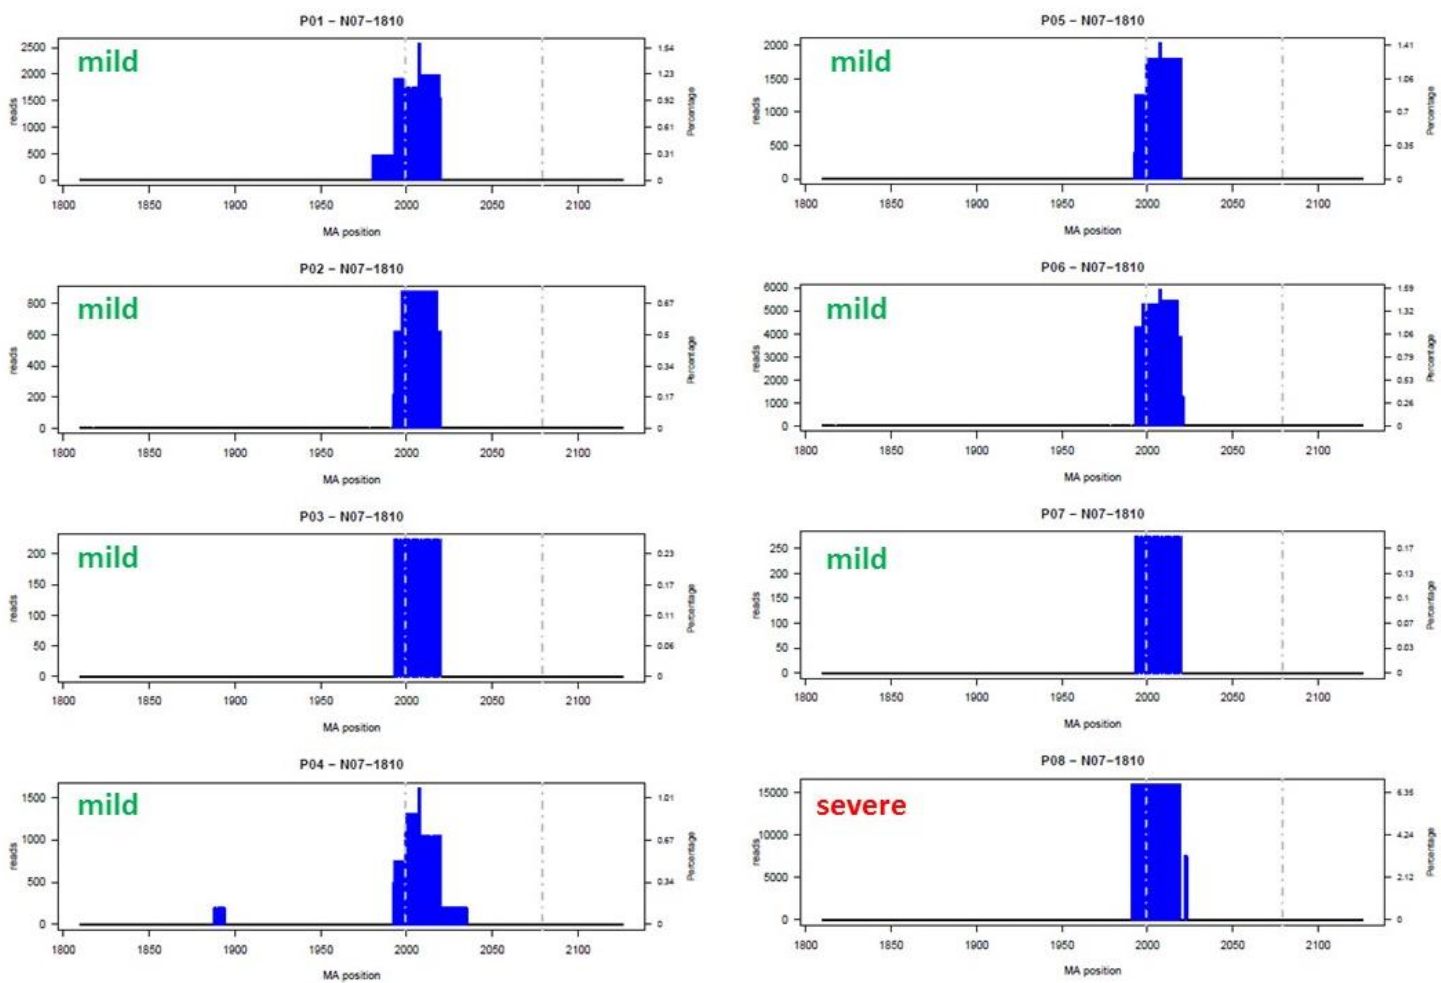 P01 – N07–1810
mild
2500
2000
1500
1000
500
0
reads
1.54
1.23
0.92
0.61
0.31
0
Percentage
1800 1850 1900 1950 2000 2050 2100
MA position
P05 – N07–1810
mild
2000
1500
1000
500
0
reads
1.41
1.06
0.7
0.35
0
Percentage
1800 1850 1900 1950 2000 2050 2100
MA position
P02 – N07–1810
mild
800
600
400
200
0
reads
0.67
0.5
0.34
0.17
0
Percentage
1800 1850 1900 1950 2000 2050 2100
MA position
P06 – N07–1810
mild
6000
5000
4000
3000
2000
1000
0
reads
1.59
1.32
1.06
0.79
0.53
0.26
0
Percentage
1800 1850 1900 1950 2000 2050 2100
MA position
P03 – N07–1810
mild
200
150
100
50
0
reads
0.23
0.17
0.11
0.06
0
Percentage
1800 1850 1900 1950 2000 2050 2100
MA position
P07 – N07–1810
mild
250
200
150
100
50
0
reads
0.17
0.13
0.1
0.07
0.03
0
Percentage
1800 1850 1900 1950 2000 2050 2100
MA position
P04 – N07–1810
mild
1500
1000
500
0
reads
1.01
0.67
0.34
0
Percentage
1800 1850 1900 1950 2000 2050 2100
MA position
P08 – N07–1810
severe
15000
10000
5000
0
reads
6.35
4.24
2.12
0
Percentage
1800 1850 1900 1950 2000 2050 2100
MA position